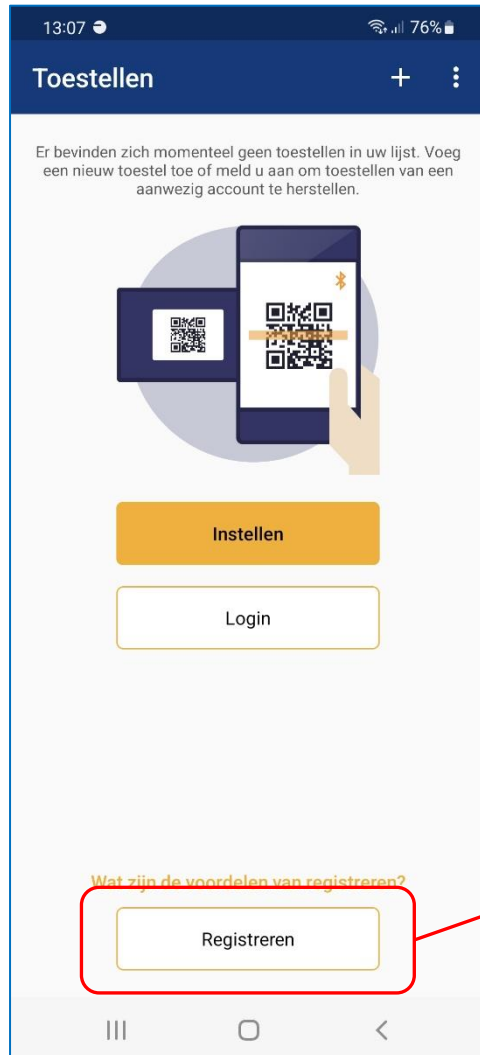 13:07 76%
Toestellen
Er bevinden zich momenteel geen toestellen in uw lijst. Voeg
een nieuw toestel toe of meld u aan om toestellen van een
aanwezig account te herstellen.
Instellen
Login
Wat zijn de voordelen van registreren?
Registreren